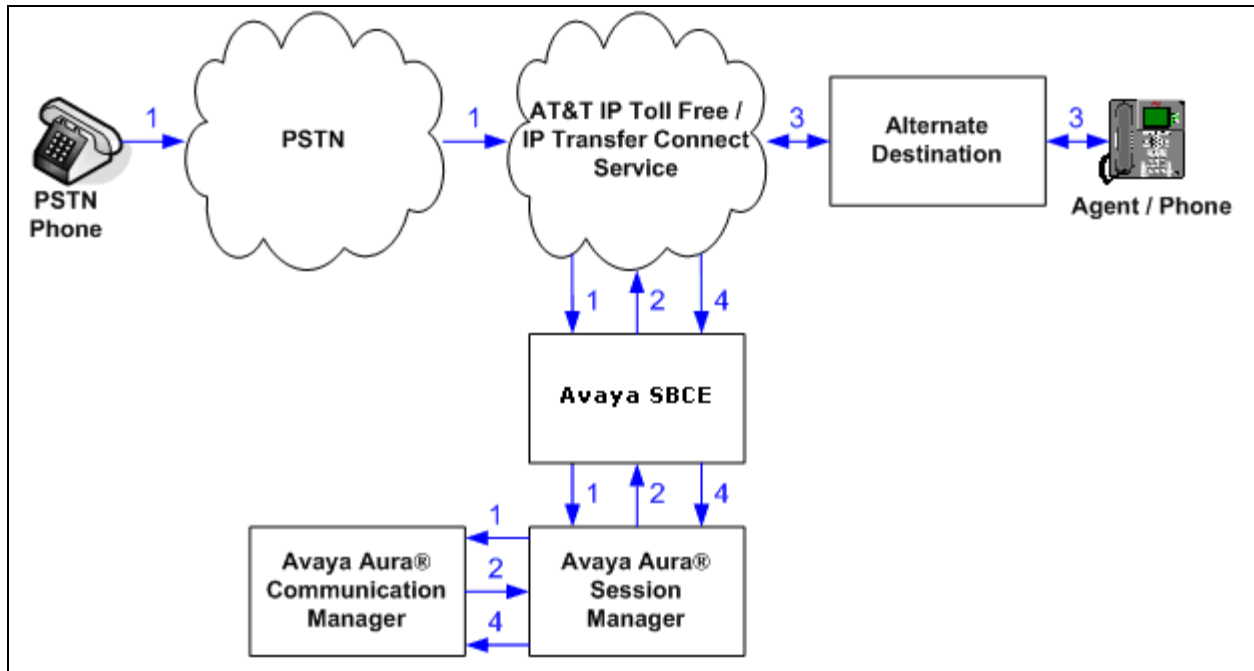 AT&T IP Toll Free /
IP Transfer Connect
Service
1
PSTN
1
3
Alternate
Destination
3
PSTN
Phone
Agent / Phone
1
2
4
Avaya SBCE
1
2
4
1
Avaya Aura®
Communication
Manager
2
Avaya Aura®
Session
Manager
4